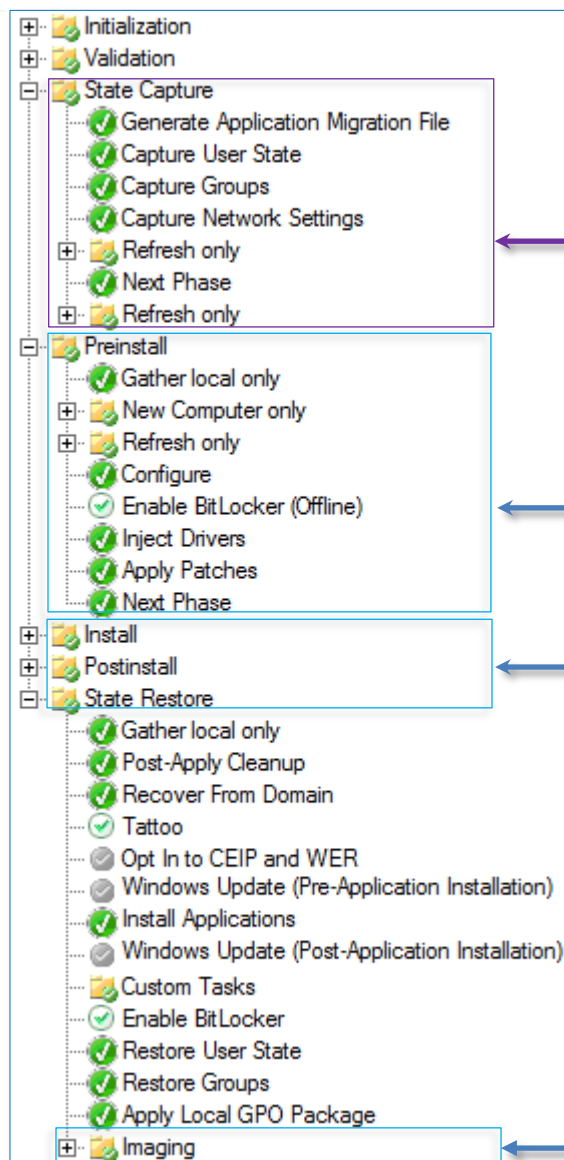 Initialization
Validation
State Capture
Generate Application Migration File
Capture User State
Capture Groups
Capture Network Settings
Refresh only
Next Phase
Refresh only
Preinstall
Gather local only
New Computer only
Refresh only
Configure
Enable BitLocker (Offline)
Inject Drivers
Apply Patches
Next Phase
Install
Postinstall
State Restore
Gather local only
Post-Apply Cleanup
Recover From Domain
Tattoo
Opt In to CEIP and WER
Windows Update (Pre-Application Installation)
Install Applications
Windows Update (Post-Application Installation)
Custom Tasks
Enable BitLocker
Restore User State
Restore Groups
Apply Local GPO Package
Imaging